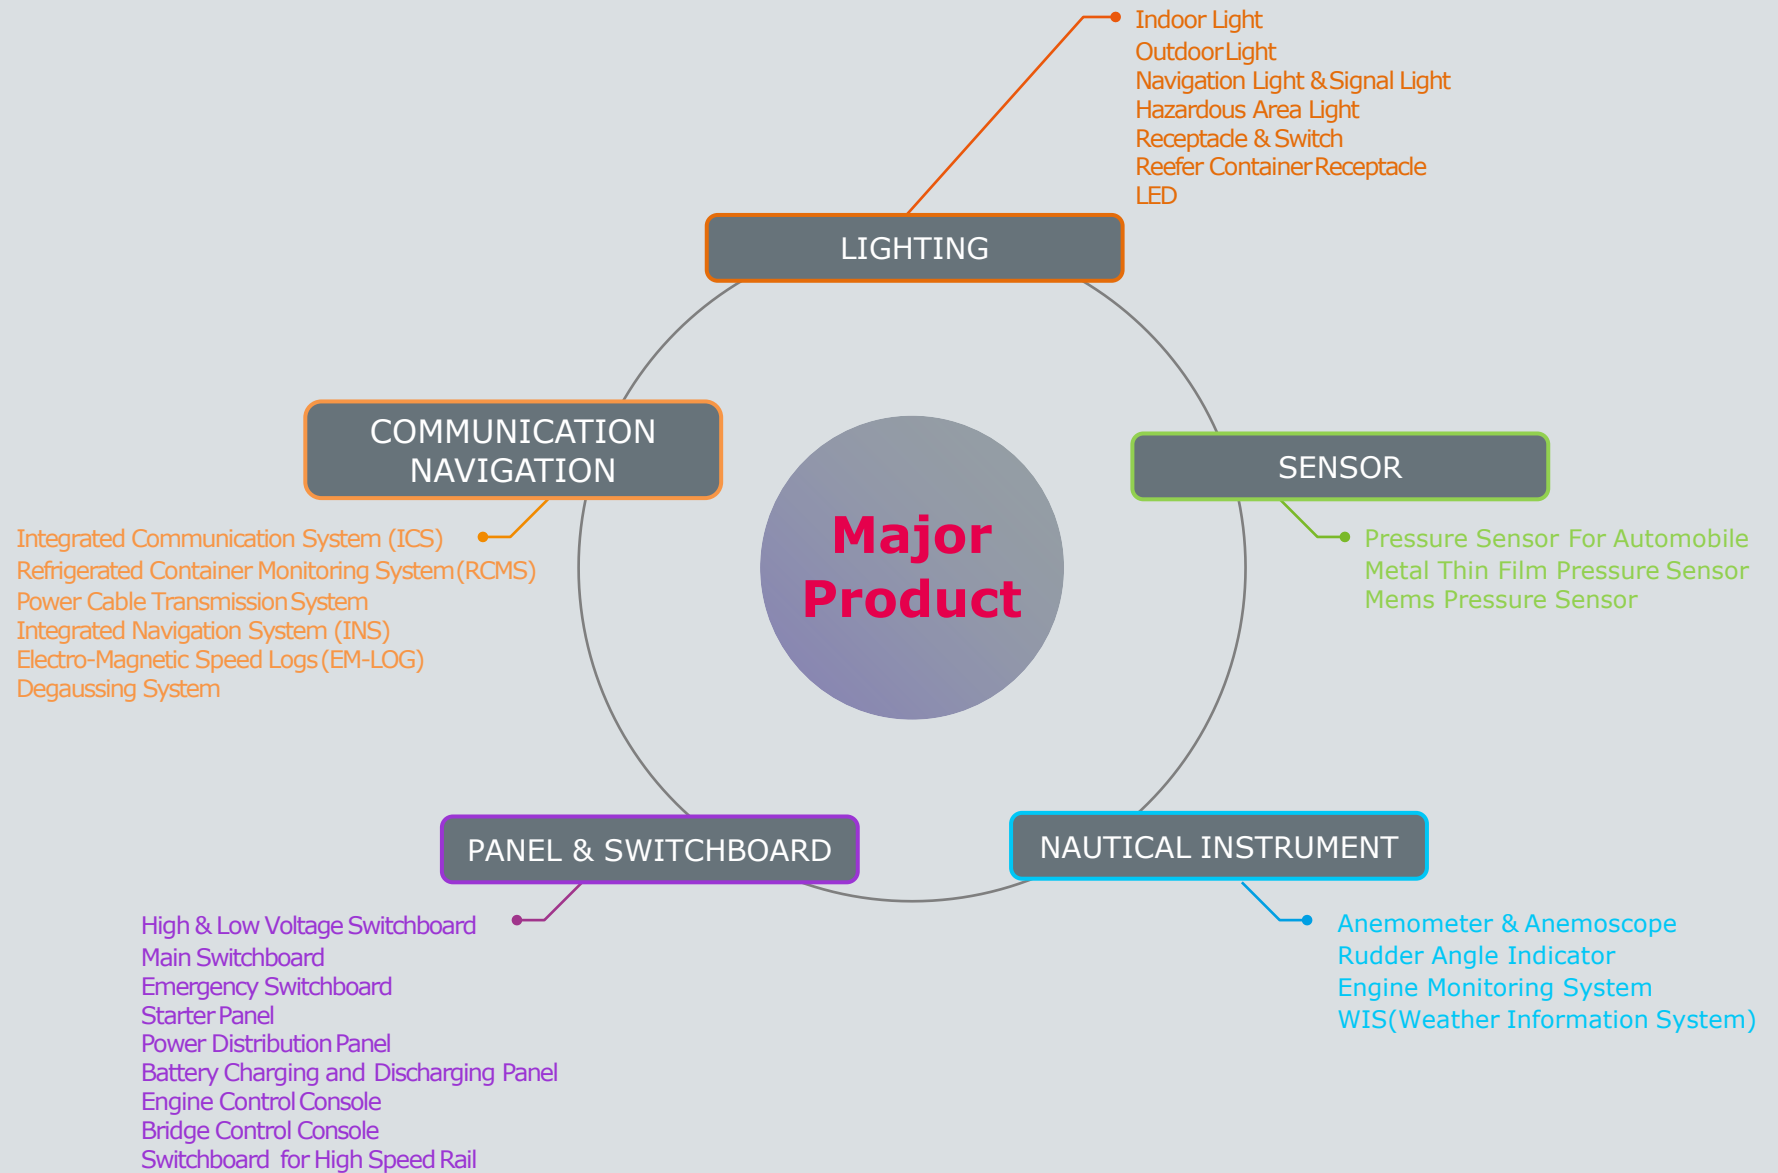 Indoor Light
Outdoor Light
Navigation Light & Signal Light
Hazardous Area Light
Receptacle & Switch
Reefer Container Receptacle
LED
LIGHTING
COMMUNICATION
NAVIGATION
SENSOR
Major
Product
Integrated Communication System (ICS)
Refrigerated Container Monitoring System (RCMS)
Power Cable Transmission System
Integrated Navigation System (INS)
Electro-Magnetic Speed Logs (EM-LOG)
Degaussing System
Pressure Sensor For Automobile
Metal Thin Film Pressure Sensor
Mems Pressure Sensor
PANEL & SWITCHBOARD
NAUTICAL INSTRUMENT
High & Low Voltage Switchboard
Main Switchboard
Emergency Switchboard
Starter Panel
Power Distribution Panel
Battery Charging and Discharging Panel
Engine Control Console
Bridge Control Console
Switchboard for High Speed Rail
Anemometer & Anemoscope
Rudder Angle Indicator
Engine Monitoring System
WIS(Weather Information System)